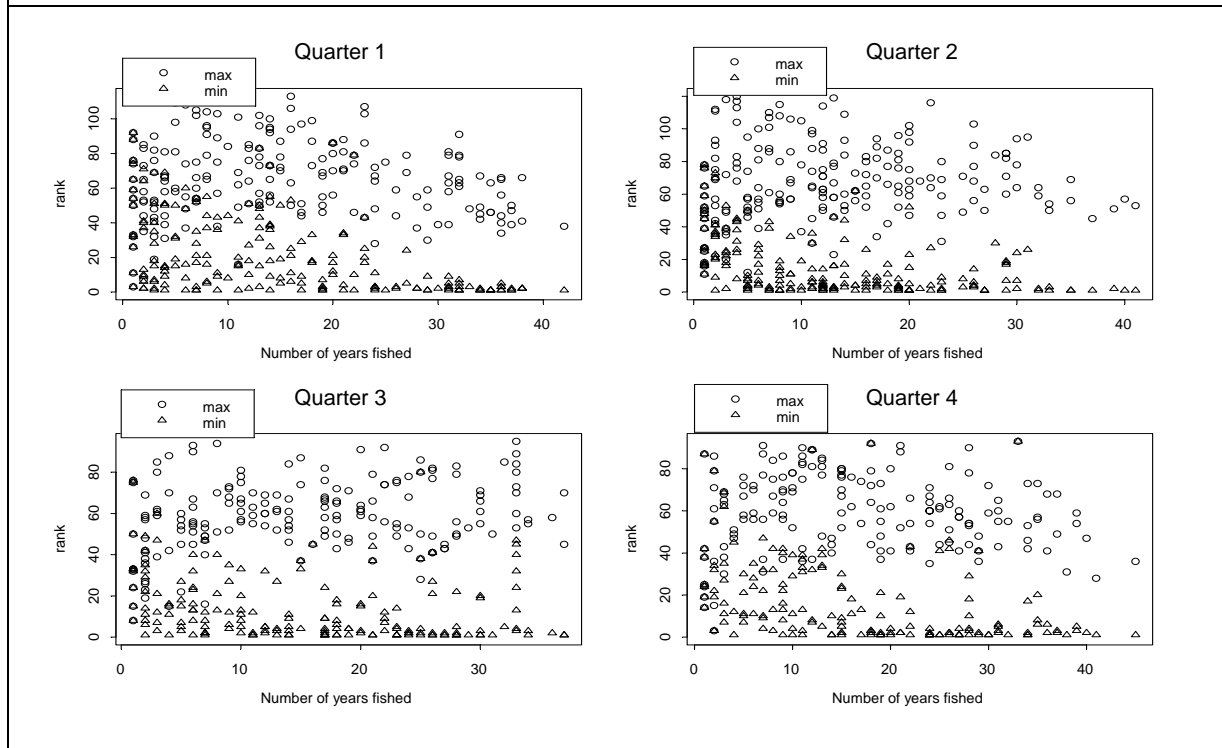 Quarter 1
max
min
rank
0 20 40 60 80 100
0 10 20 30 40
Number of years fished
Quarter 2
max
min
rank
0 20 40 60 80 100
0 10 20 30 40
Number of years fished
Quarter 3
max
min
rank
0 20 40 60 80
0 10 20 30
Number of years fished
Quarter 4
max
min
rank
0 20 40 60 80
0 10 20 30 40
Number of years fished